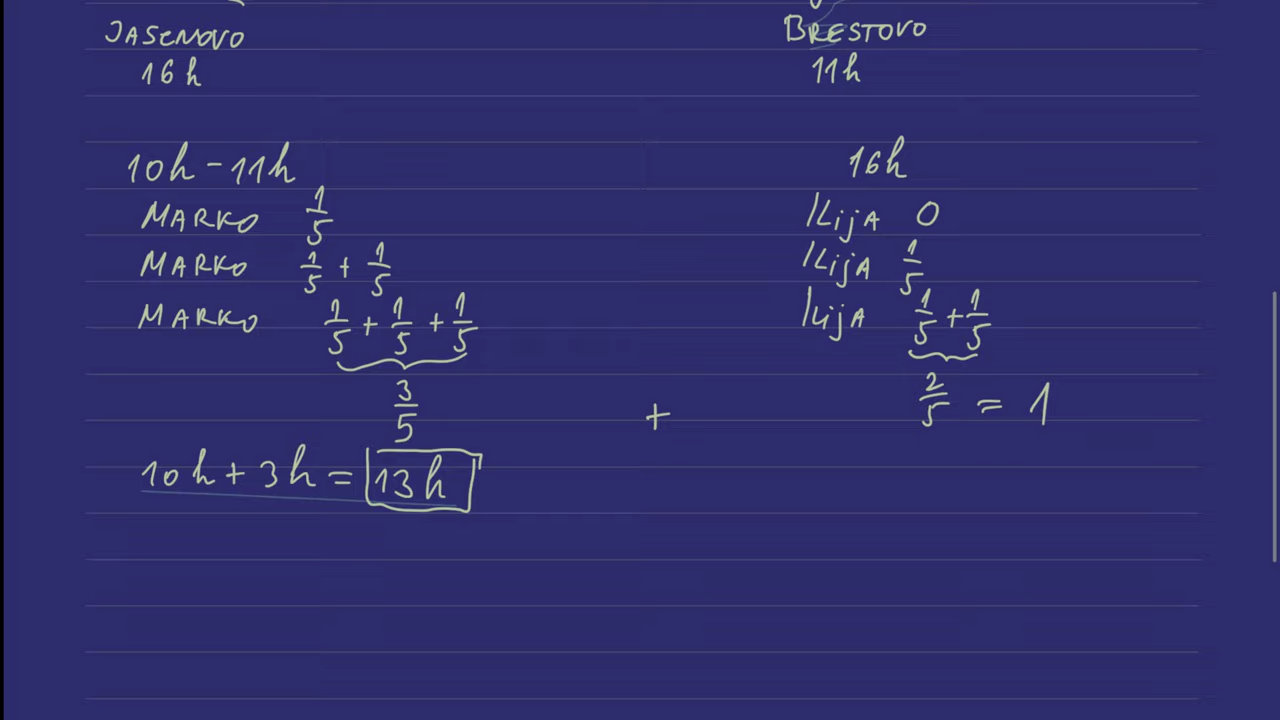 JASENOVO BRESTOVO
16h 11h
10h - 11h 16h
MARKO 1/5 Ilija 0
MARKO 1/5 + 1/5 Ilija 1/5
MARKO 1/5 + 1/5 + 1/5 Ilija 1/5 + 1/5
3/5 + 2/5 = 1
10h + 3h = 13h